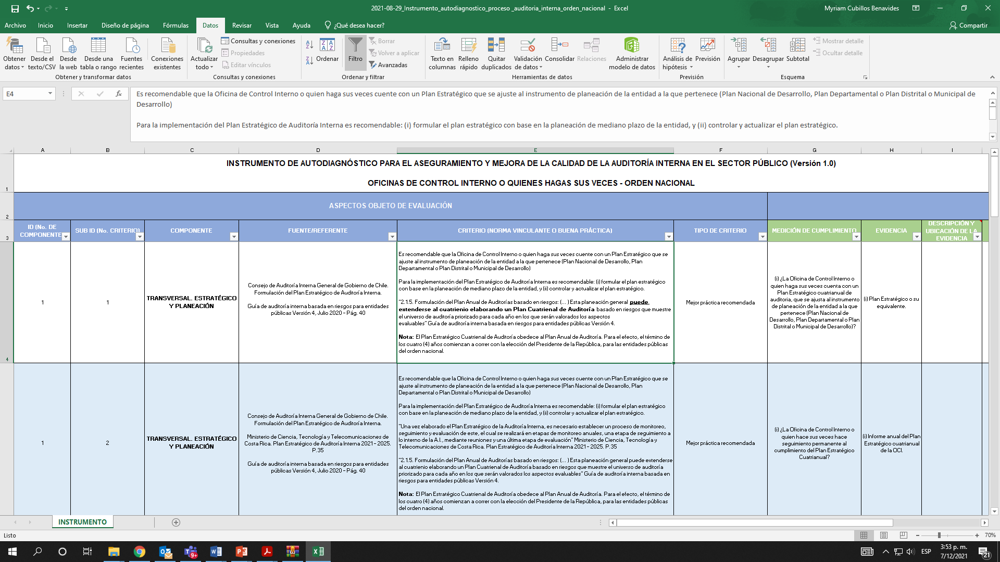 2021-08-29_Instrumento_autodiagnostico_proceso _auditoria_interna_orden_nacional - Excel
Myriam Cubillos Benavides
Archivo Inicio Insertar Diseño de página Fórmulas Datos Revisar Vista Ayuda ¿Qué desea hacer? Compartir
Obtener datos
Desde el texto/CSV
Desde la web
Desde una tabla o rango
Fuentes recientes
Conexiones existentes
Obtener y transformar datos
Actualizar todo
Consultas y conexiones
Propiedades
Editar vínculos
Consultas y conexiones
Ordenar
Filtro
Borrar
Volver a aplicar
Avanzadas
Ordenar y filtrar
Texto en columnas
Relleno rápido
Quitar duplicados
Validación de datos
Consolidar
Relaciones
Administrar modelo de datos
Herramientas de datos
Análisis de hipótesis
Previsión
Previsión
Agrupar
Desagrupar
Subtotal
Mostrar detalle
Ocultar detalle
Esquema
E4
fx
Es recomendable que la Oficina de Control Interno o quien haga sus veces cuente con un Plan Estratégico que se ajuste al instrumento de planeación de la entidad a la que pertenece (Plan Nacional de Desarrollo, Plan Departamental o Plan Distrital o Municipal de
Desarrollo)
Para la implementación del Plan Estratégico de Auditoría Interna es recomendable: (i) formular el plan estratégico con base en la planeación de mediano plazo de la entidad, y (ii) controlar y actualizar el plan estratégico.
A B C D E F G H I
1
INSTRUMENTO DE AUTODIAGNÓSTICO PARA EL ASEGURAMIENTO Y MEJORA DE LA CALIDAD DE LA AUDITORÍA INTERNA EN EL SECTOR PÚBLICO (Versión 1.0)
OFICINAS DE CONTROL INTERNO O QUIENES HAGAS SUS VECES - ORDEN NACIONAL
2
ASPECTOS OBJETO DE EVALUACIÓN
3
ID (No. DE
COMPONENTE
SUB ID (No. CRITERIO)
COMPONENTE
FUENTE/REFERENTE
CRITERIO (NORMA VINCULANTE O BUENA PRÁCTICA)
TIPO DE CRITERIO
MEDICIÓN DE CUMPLIMIENTO
EVIDENCIA
DESCRIPCIÓN Y
UBICACIÓN DE LA
EVIDENCIA
4
1
1
TRANSVERSAL. ESTRATÉGICO
Y PLANEACIÓN
Consejo de Auditoría Interna General de Gobierno de Chile.
Formulación del Plan Estratégico de Auditoría Interna.
Guía de auditoría interna basada en riesgos para entidades
públicas Versión 4, Julio 2020 - Pág. 40
Es recomendable que la Oficina de Control Interno o quien haga sus veces cuente con un Plan Estratégico que se
ajuste al instrumento de planeación de la entidad a la que pertenece (Plan Nacional de Desarrollo, Plan
Departamental o Plan Distrital o Municipal de Desarrollo)
Para la implementación del Plan Estratégico de Auditoría Interna es recomendable: (i) formular el plan estratégico
con base en la planeación de mediano plazo de la entidad, y (ii) controlar y actualizar el plan estratégico.
"2.1.5. Formulación del Plan Anual de Auditorías basado en riesgos: (... ) Esta planeación general puede
extenderse al cuatrienio elaborando un Plan Cuatrienal de Auditoría basado en riesgos que muestre
el universo de auditoría priorizado para cada año en los que serán valorados los aspectos
evaluables" Guía de auditoría interna basada en riesgos para entidades públicas Versión 4.
Nota: El Plan Estratégico Cuatrienal de Auditoría obedece al Plan Anual de Auditoría. Para el efecto, el término de
los cuatro (4) años comienzan a correr con la elección del Presidente de la República, para las entidades públicas
del orden nacional.
Mejor práctica recomendada
(i) ¿La Oficina de Control Interno o
quien haga sus veces cuenta con un
Plan Estratégico cuatrianual de
auditoria, que se ajusta al instrumento
de planeación de la entidad a la que
pertenece (Plan Nacional de
Desarrollo, Plan Departamental o Plan
Distrital o Municipal de Desarrollo)?
(i) Plan Estratégico o su
equivalente.
1
2
TRANSVERSAL. ESTRATÉGICO
Y PLANEACIÓN
Consejo de Auditoría Interna General de Gobierno de Chile.
Formulación del Plan Estratégico de Auditoría Interna.
Ministerio de Ciencia, Tecnología y Telecomunicaciones de
Costa Rica. Plan Estratégico de Auditoría Interna 2021 - 2025.
P.35
Guía de auditoría interna basada en riesgos para entidades
públicas Versión 4, Julio 2020 - Pág. 40
Es recomendable que la Oficina de Control Interno o quien haga sus veces cuente con un Plan Estratégico que se
ajuste al instrumento de planeación de la entidad a la que pertenece (Plan Nacional de Desarrollo, Plan
Departamental o Plan Distrital o Municipal de Desarrollo)
Para la implementación del Plan Estratégico de Auditoría Interna es recomendable: (i) formular el plan estratégico
con base en la planeación de mediano plazo de la entidad, y (ii) controlar y actualizar el plan estratégico.
"Una vez elaborado el Plan Estratégico de la Auditoría Interna, es necesario establecer un proceso de monitoreo,
seguimiento y evaluación de este, el cual se realizará en etapas de monitoreo anuales, una etapa de seguimiento a
lo interno de la A.I., mediante reuniones y una última etapa de evaluación" Ministerio de Ciencia, Tecnología y
Telecomunicaciones de Costa Rica. Plan Estratégico de Auditoría Interna 2021 - 2025. P.35
"2.1.5. Formulación del Plan Anual de Auditorías basado en riesgos: (... ) Esta planeación general puede extenderse
al cuatrienio elaborando un Plan Cuatrienal de Auditoría basado en riesgos que muestre el universo de auditoría
priorizado para cada año en los que serán valorados los aspectos evaluables" Guía de auditoría interna basada en
riesgos para entidades públicas Versión 4.
Nota: El Plan Estratégico Cuatrienal de Auditoría obedece al Plan Anual de Auditoría. Para el efecto, el término de
los cuatro (4) años comienzan a correr con la elección del Presidente de la República, para las entidades públicas
del orden nacional.
Mejor práctica recomendada
(i) ¿La Oficina de Control Interno o
quien hace sus veces hace
seguimiento permanente al
cumplimiento del Plan Estratégico
Cuatrianual?
(i) Informe anual del Plan
Estratégico cuatrianual
de la OCI.
INSTRUMENTO
Listo
70%
9+
ESP
3:53 p. m.
7/12/2021
21